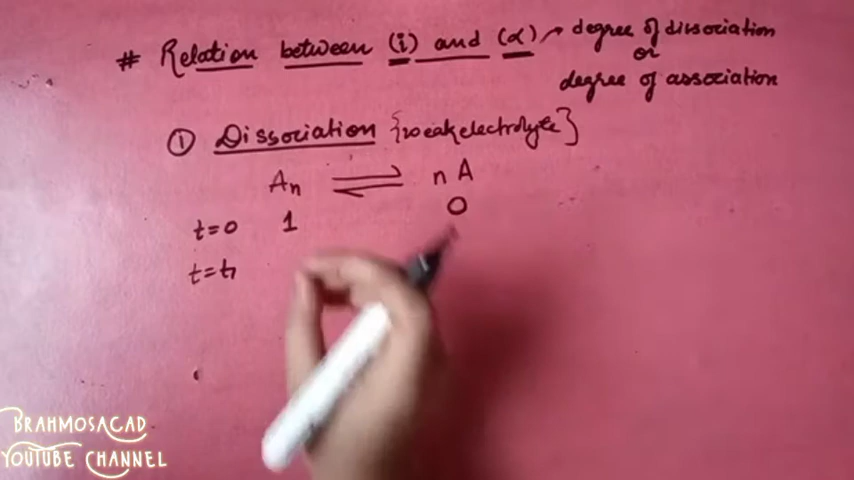 # Relation between (i) and (α) → degree of dissociation
or
degree of association
① Dissociation {weak electrolyte}
Aₙ ⇌ n A
t=0 1 0
t=t₁
BRAHMOSACAD
YOUTUBE CHANNEL